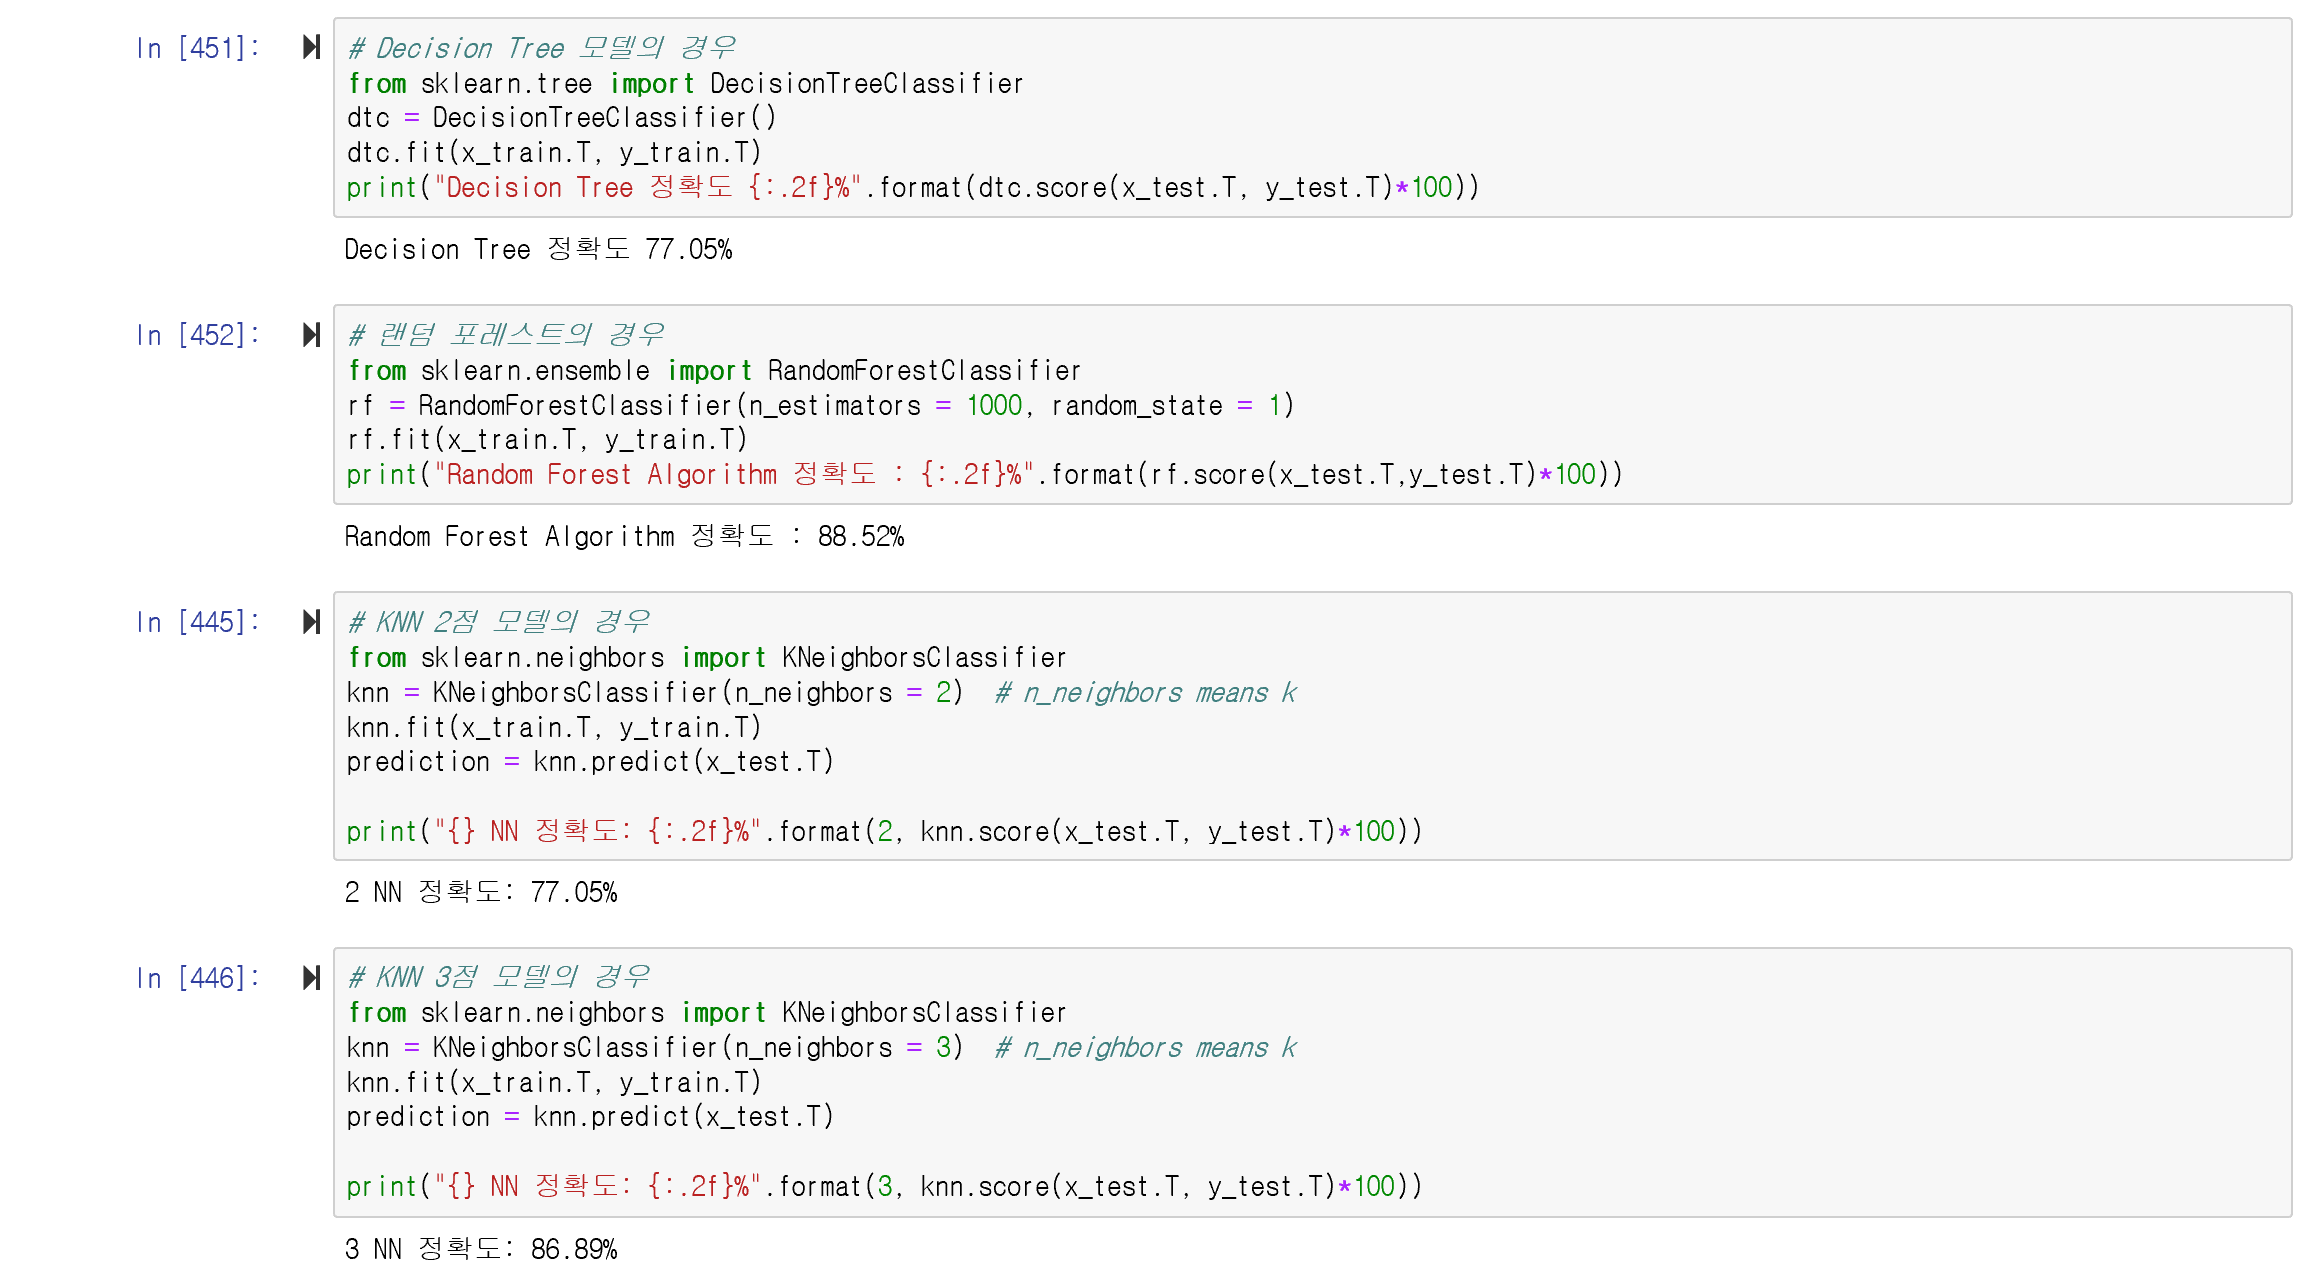 In [451]:
# Decision Tree 모델의 경우
from sklearn.tree import DecisionTreeClassifier
dtc = DecisionTreeClassifier()
dtc.fit(x_train.T, y_train.T)
print("Decision Tree 정확도 {:.2f}%".format(dtc.score(x_test.T, y_test.T)*100))
Decision Tree 정확도 77.05%
In [452]:
# 랜덤 포레스트의 경우
from sklearn.ensemble import RandomForestClassifier
rf = RandomForestClassifier(n_estimators = 1000, random_state = 1)
rf.fit(x_train.T, y_train.T)
print("Random Forest Algorithm 정확도 : {:.2f}%".format(rf.score(x_test.T,y_test.T)*100))
Random Forest Algorithm 정확도 : 88.52%
In [445]:
# KNN 2점 모델의 경우
from sklearn.neighbors import KNeighborsClassifier
knn = KNeighborsClassifier(n_neighbors = 2)  # n_neighbors means k
knn.fit(x_train.T, y_train.T)
prediction = knn.predict(x_test.T)
print("{} NN 정확도: {:.2f}%".format(2, knn.score(x_test.T, y_test.T)*100))
2 NN 정확도: 77.05%
In [446]:
# KNN 3점 모델의 경우
from sklearn.neighbors import KNeighborsClassifier
knn = KNeighborsClassifier(n_neighbors = 3)  # n_neighbors means k
knn.fit(x_train.T, y_train.T)
prediction = knn.predict(x_test.T)
print("{} NN 정확도: {:.2f}%".format(3, knn.score(x_test.T, y_test.T)*100))
3 NN 정확도: 86.89%